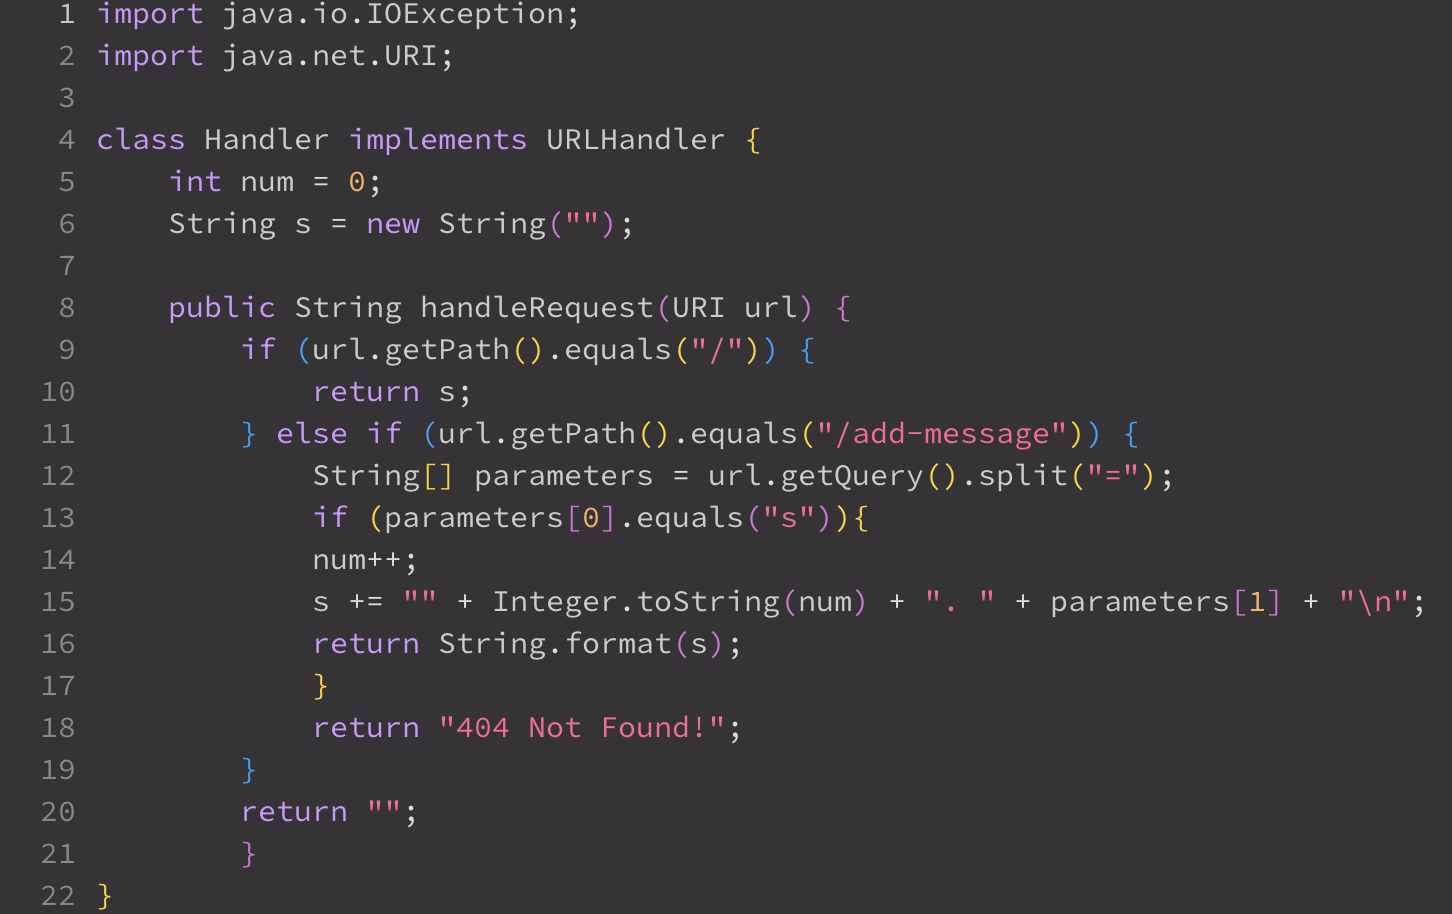 1 import java.io.IOException;
2 import java.net.URI;
3
4 class Handler implements URLHandler {
5     int num = 0;
6     String s = new String("");
7
8     public String handleRequest(URI url) {
9         if (url.getPath().equals("/")) {
10             return s;
11         } else if (url.getPath().equals("/add-message")) {
12             String[] parameters = url.getQuery().split("=");
13             if (parameters[0].equals("s")){
14             num++;
15             s += "" + Integer.toString(num) + ". " + parameters[1] + "\n";
16             return String.format(s);
17             }
18             return "404 Not Found!";
19         }
20         return "";
21         }
22 }